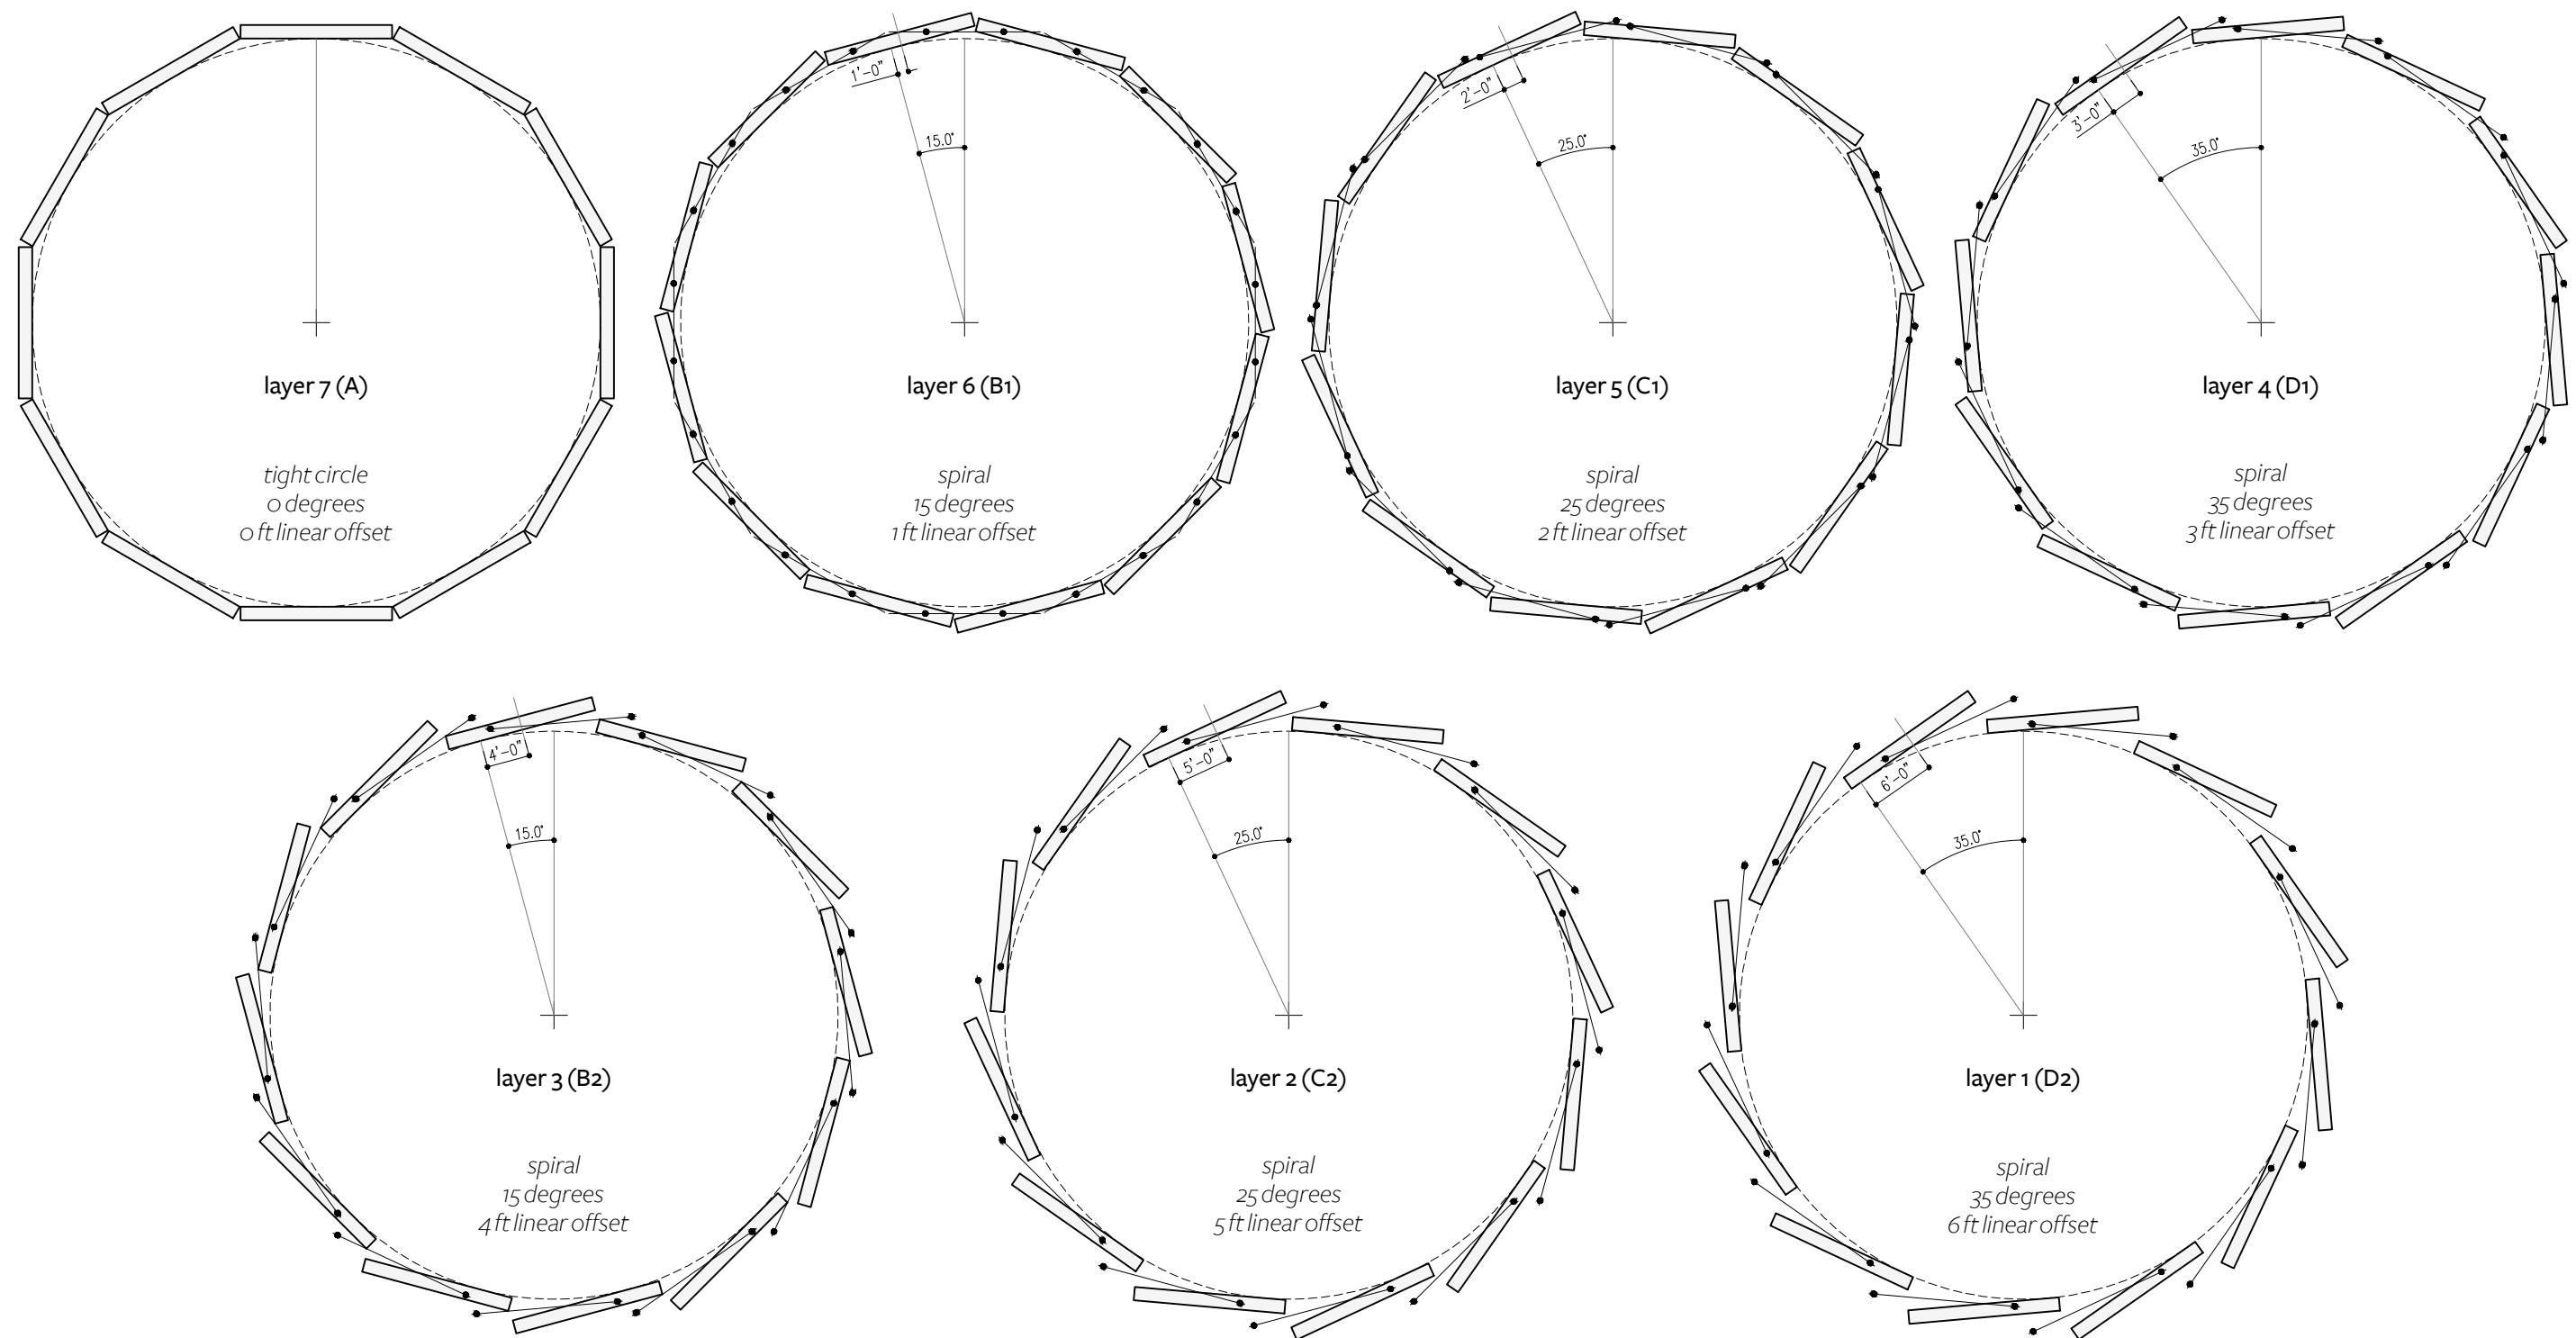 1'-0"
15.0°
layer 7 (A)
tight circle
0 degrees
0 ft linear offset
layer 6 (B1)
spiral
15 degrees
1 ft linear offset
2'-0"
25.0°
layer 5 (C1)
spiral
25 degrees
2 ft linear offset
3'-0"
35.0°
layer 4 (D1)
spiral
35 degrees
3 ft linear offset
4'-0"
15.0°
layer 3 (B2)
spiral
15 degrees
4 ft linear offset
5'-0"
25.0°
layer 2 (C2)
spiral
25 degrees
5 ft linear offset
6'-0"
35.0°
layer 1 (D2)
spiral
35 degrees
6 ft linear offset